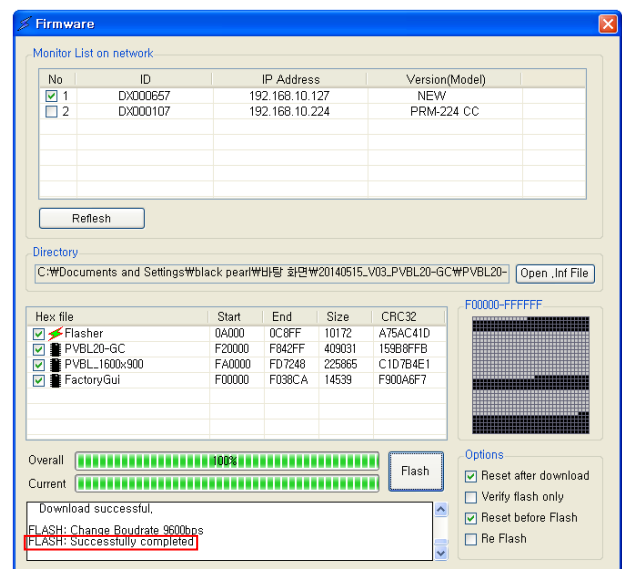 Firmware
Monitor List on network
No ID IP Address Version(Model)
1 DX000657 192.168.10.127 NEW
2 DX000107 192.168.10.224 PRM-224 CC
Reflesh
Directory
C:₩Documents and Settings₩black pearl₩바탕 화면₩20140515_V03_PVBL20-GC₩PVBL20- Open .Inf File
Hex file Start End Size CRC32
Flasher 0A000 0C8FF 10172 A75AC41D
PVBL20-GC F20000 F842FF 409031 159B8FFB
PVBL_1600x900 FA0000 FD7248 225865 C1D7B4E1
FactoryGui F00000 F038CA 14539 F900A6F7
F00000-FFFFFF
Overall 100%
Current
Flash
Download successful.
FLASH: Change Boudrate 9600bps
FLASH: Successfully completed
Options
Reset after download
Verify flash only
Reset before Flash
Re Flash